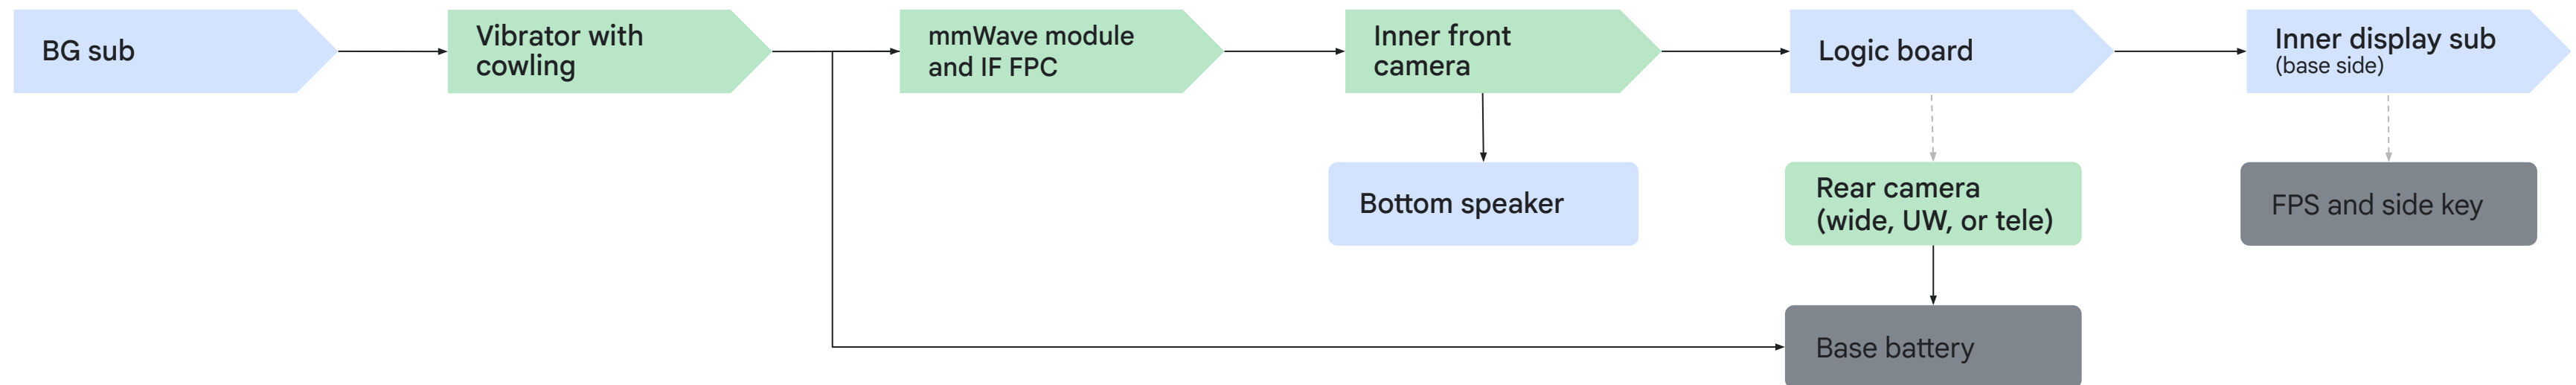 BG sub
Vibrator with
cowling
mmWave module
and IF FPC
Inner front
camera
Logic board
Inner display sub
(base side)
Bottom speaker
Rear camera
(wide, UW, or tele)
FPS and side key
Base battery